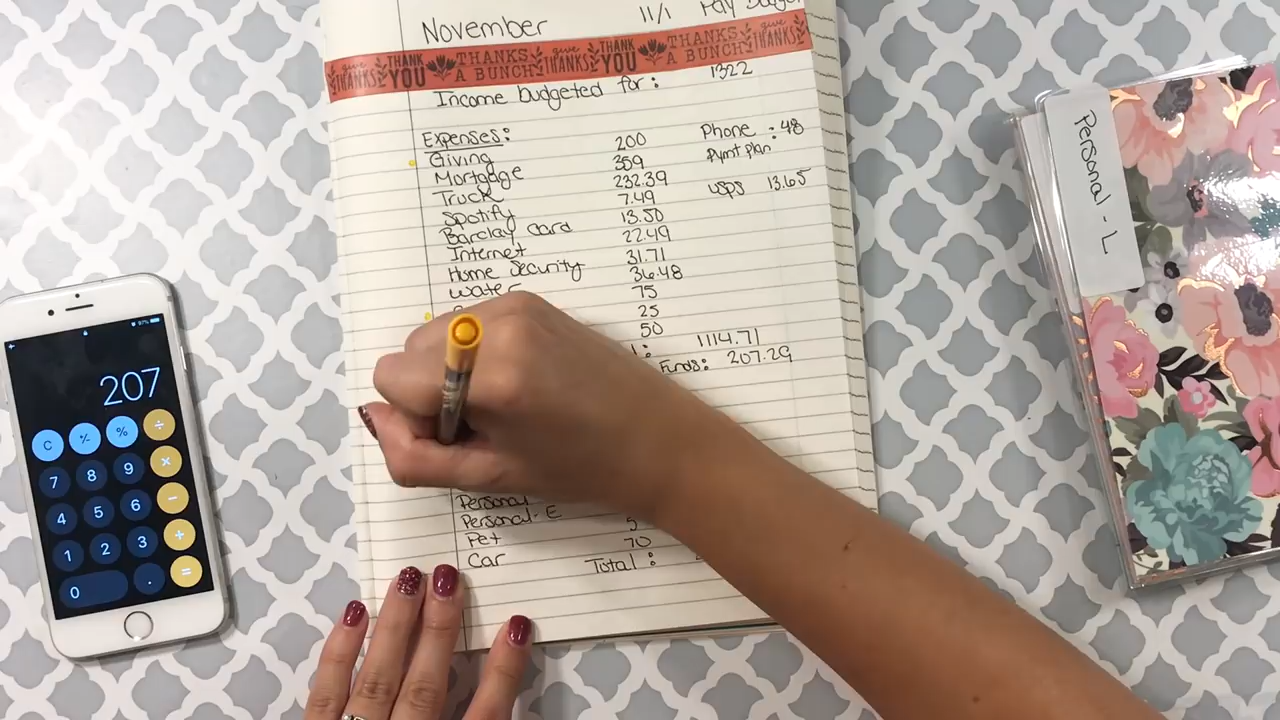 November 11/1 Pay Budget
give THANKS THANK YOU THANKS A BUNCH give THANKS THANK YOU THANKS A BUNCH give THANKS
Income budgeted for: 1322
Expenses:
Giving 200 Phone : 48
Mortgage 359 Pymt plan
Truck 232.39
Spotify 7.49 USPS 13.65
Barclay Card 13.50
Internet 22.49
Home Security 31.71
Water 36.48
75
25
50
1114.71
Funds: 207.29
Personal
Personal - E
Pet 5
Car 70
Total :
Personal - L
207
C % ÷
7 8 9 ×
4 5 6 −
1 2 3 +
0 . =